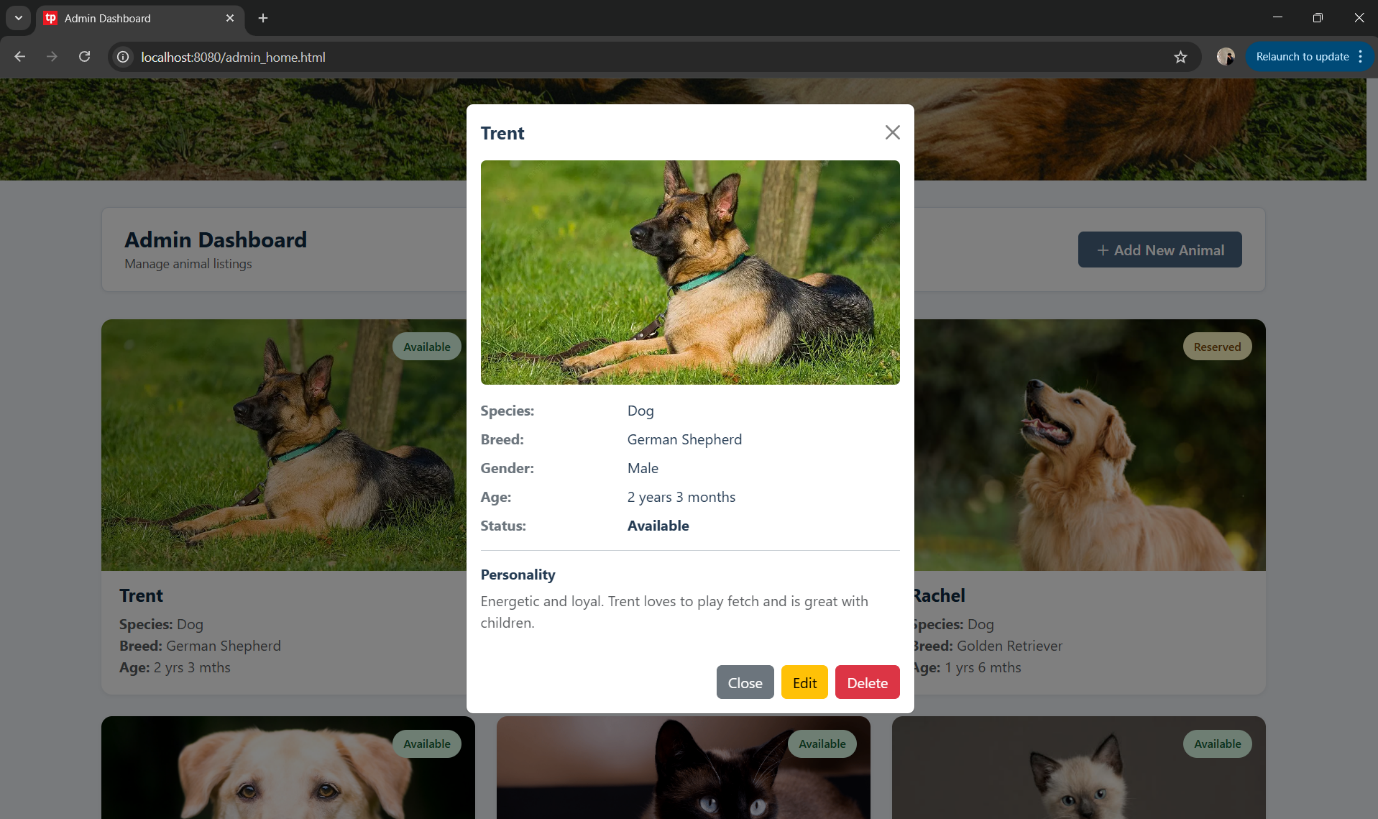 tp Admin Dashboard
localhost:8080/admin_home.html
Relaunch to update
Trent
Admin Dashboard
Manage animal listings
+ Add New Animal
Available
Reserved
Species: Dog
Breed: German Shepherd
Gender: Male
Age: 2 years 3 months
Status: Available
Personality
Energetic and loyal. Trent loves to play fetch and is great with
children.
Close Edit Delete
Trent
Species: Dog
Breed: German Shepherd
Age: 2 yrs 3 mths
Rachel
Species: Dog
Breed: Golden Retriever
Age: 1 yrs 6 mths
Available
Available
Available